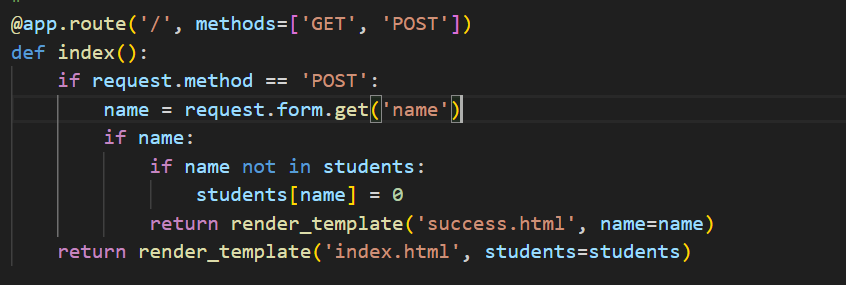 @app.route('/', methods=['GET', 'POST'])
def index():
    if request.method == 'POST':
        name = request.form.get('name')
        if name:
            if name not in students:
                students[name] = 0
            return render_template('success.html', name=name)
    return render_template('index.html', students=students)